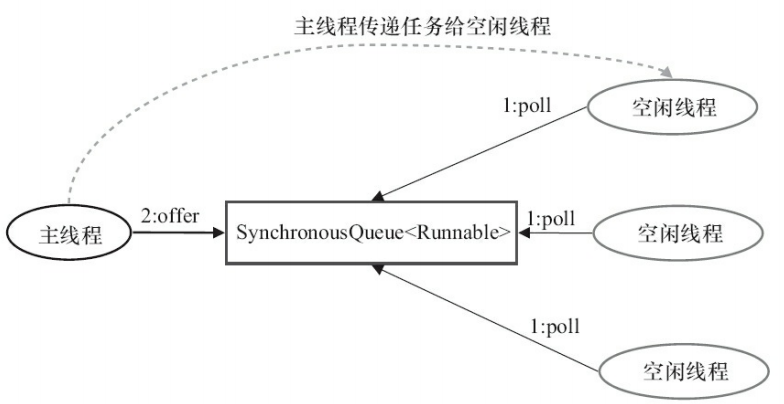 主线程传递任务给空闲线程
1:poll
空闲线程
2:offer
主线程
SynchronousQueue<Runnable>
1:poll
空闲线程
1:poll
空闲线程